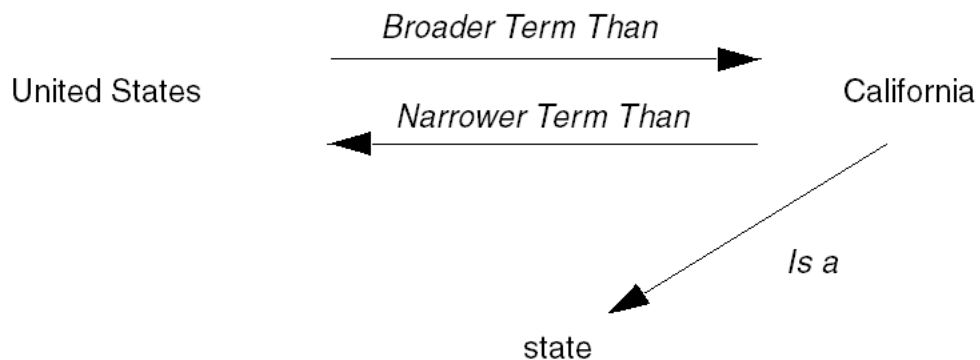 Broader Term Than
United States
California
Narrower Term Than
Is a
state